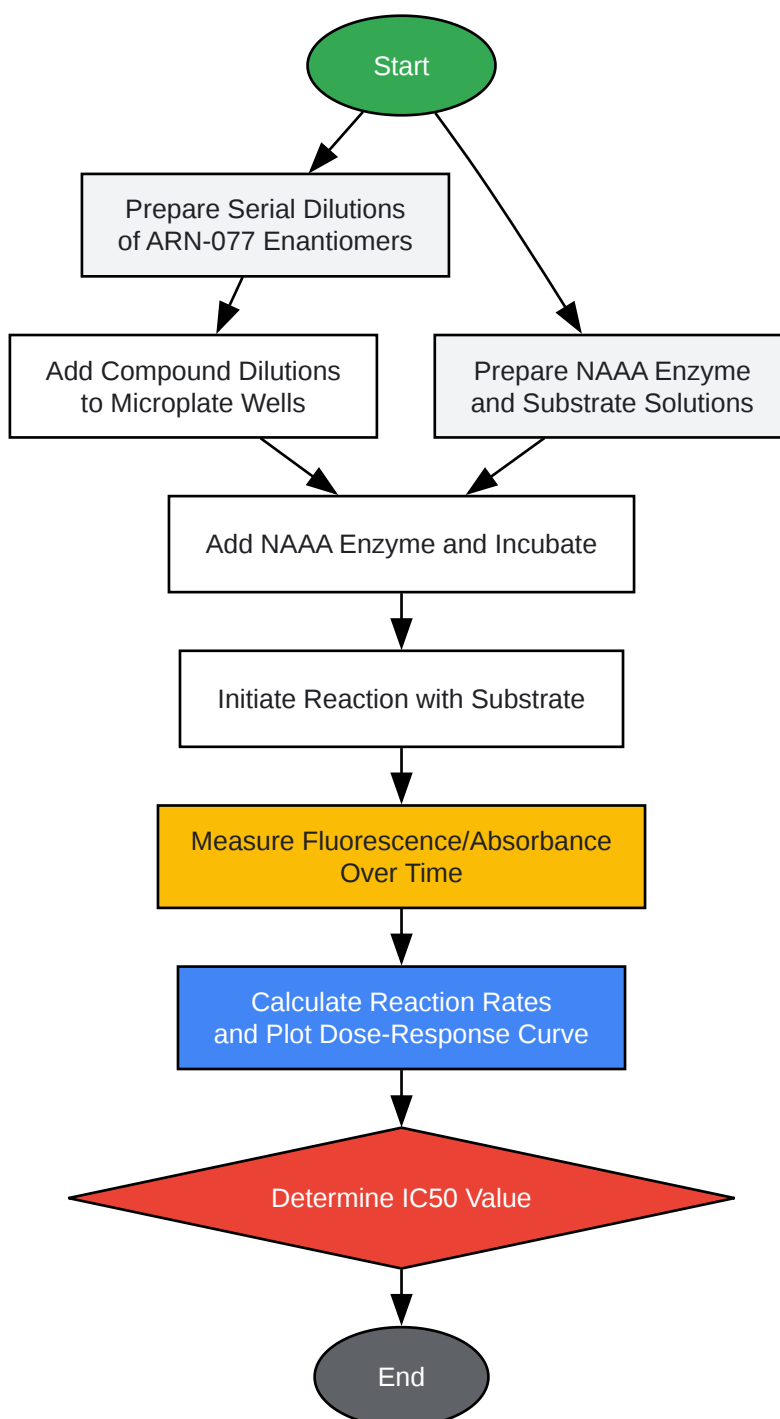 Start
Prepare Serial Dilutions
of ARN-077 Enantiomers
Add Compound Dilutions
to Microplate Wells
Prepare NAAA Enzyme
and Substrate Solutions
Add NAAA Enzyme and Incubate
Initiate Reaction with Substrate
Measure Fluorescence/Absorbance
Over Time
Calculate Reaction Rates
and Plot Dose-Response Curve
Determine IC50 Value
End